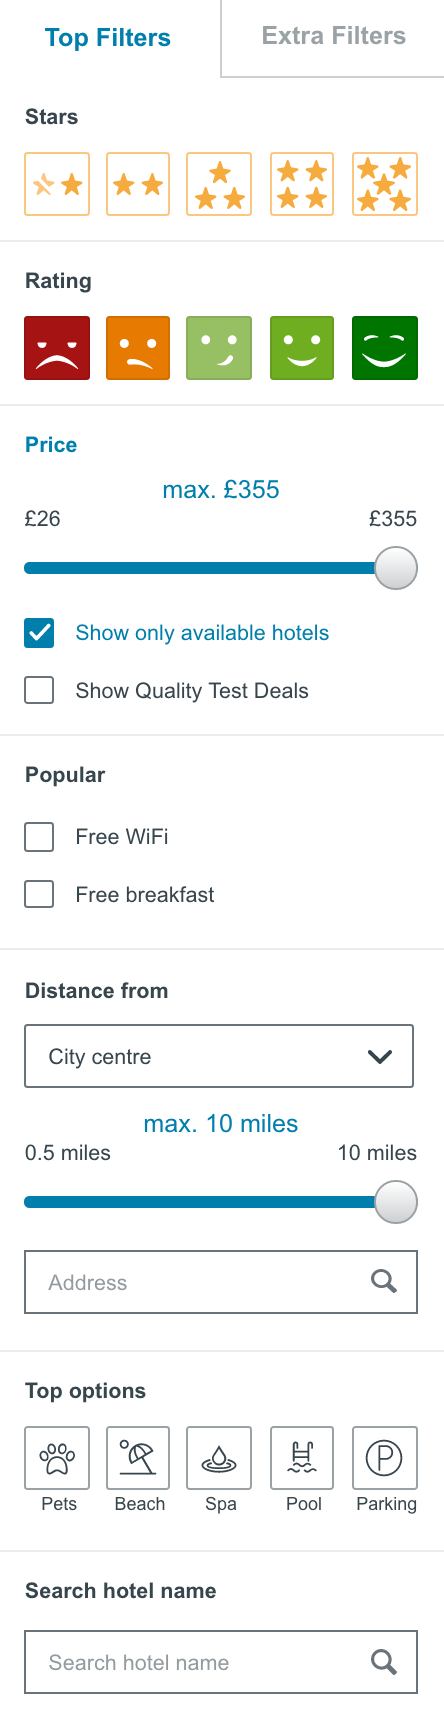 Top Filters
Extra Filters
Stars
Rating
Price
max. £355
£26
£355
Show only available hotels
Show Quality Test Deals
Popular
Free WiFi
Free breakfast
Distance from
City centre
max. 10 miles
0.5 miles
10 miles
Address
Top options
P
Pets
Beach
Spa
Pool
Parking
Search hotel name
Search hotel name